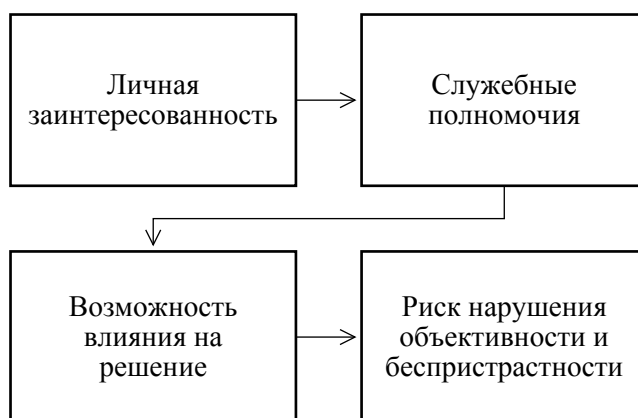 Личная
заинтересованность
Служебные
полномочия
Возможность
влияния на
решение
Риск нарушения
объективности и
беспристрастности